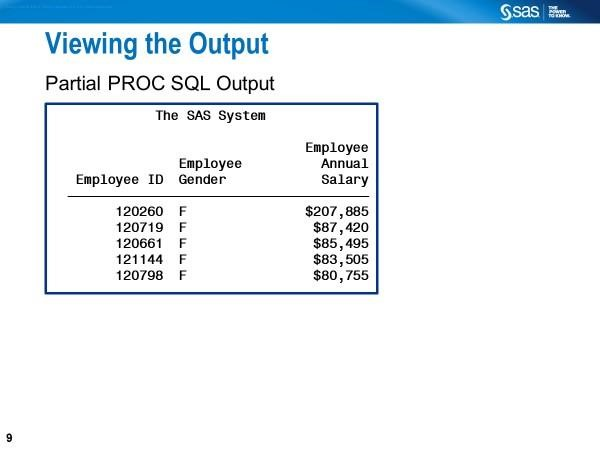 sas THE POWER TO KNOW.
Viewing the Output
Partial PROC SQL Output
The SAS System
Employee
Employee Annual
Employee ID Gender Salary
120260 F $207,885
120719 F $87,420
120661 F $85,495
121144 F $83,505
120798 F $80,755
9